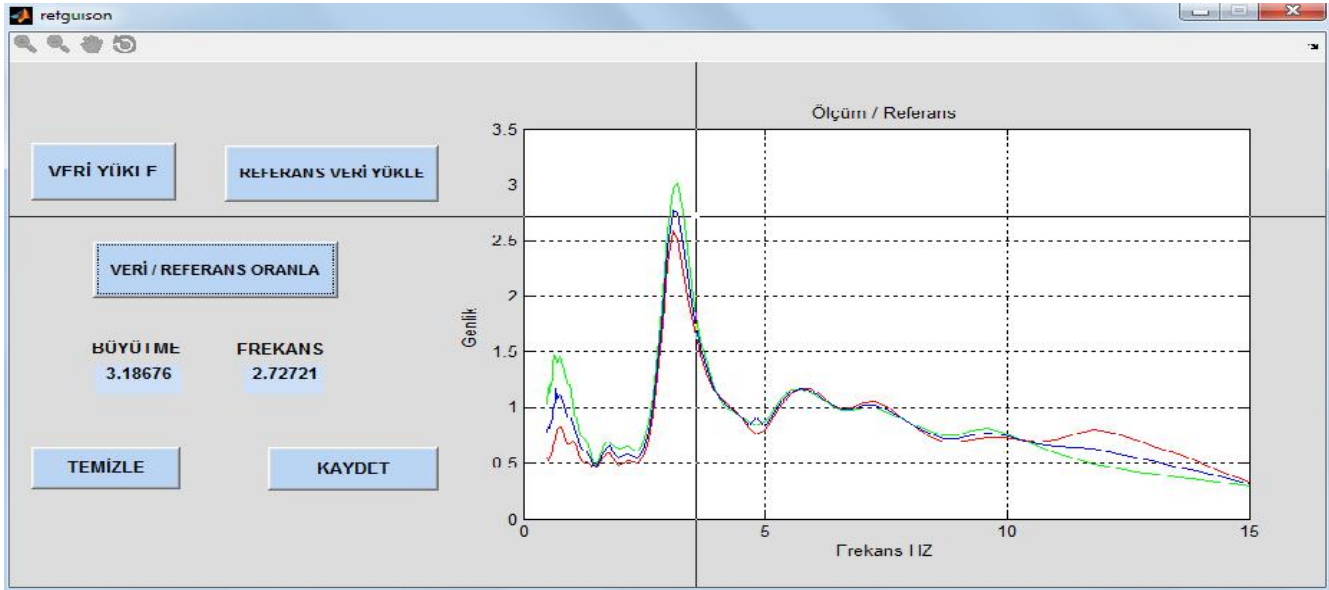 retguison
VERİ YÜKLE
REFERANS VERİ YÜKLE
VERİ / REFERANS ORANLA
BÜYÜTME
FREKANS
3.18676
2.72721
TEMİZLE
KAYDET
Ölçüm / Referans
Genlik
3.5
3
2.5
2
1.5
1
0.5
0
0
5
10
15
Frekans HZ